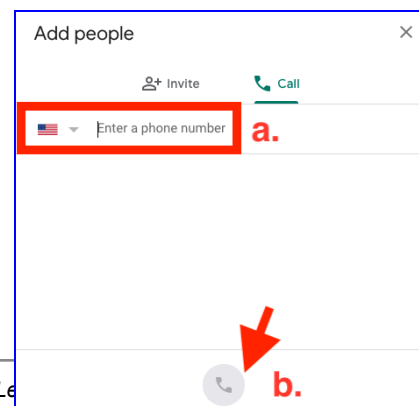 Add people
Invite
Call
Enter a phone number
a.
b.